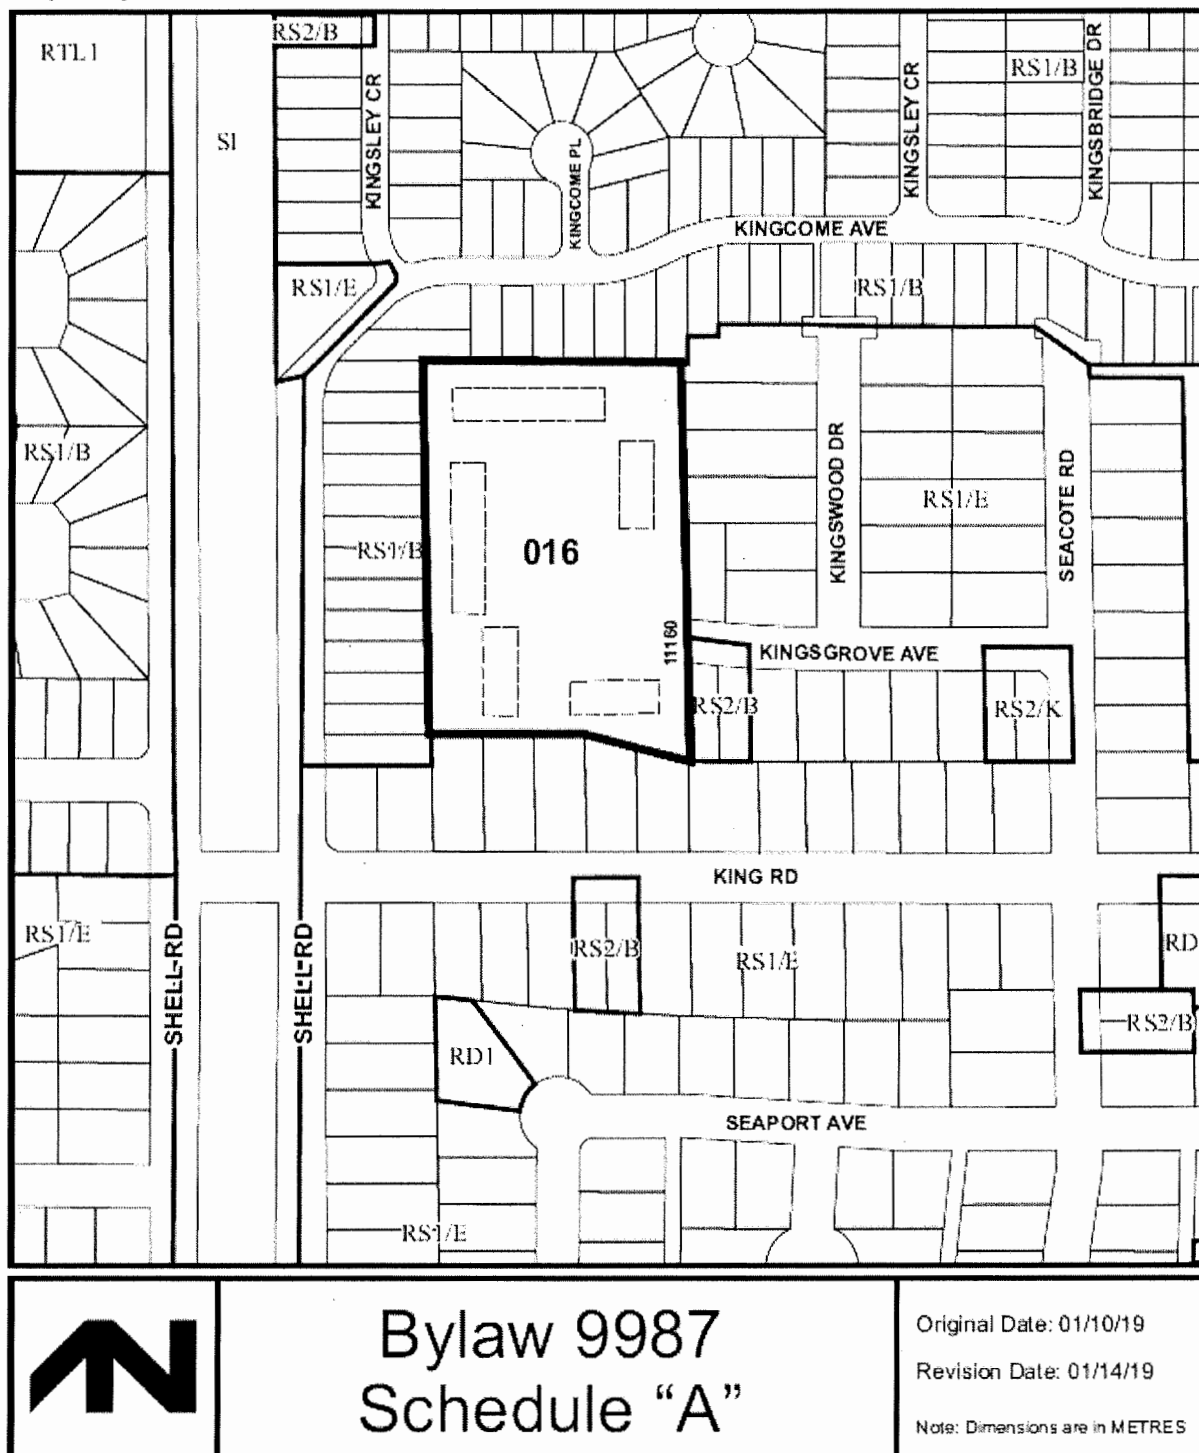 RS2/B
RTL1
RS1/B
SI
KINGSLEY CR
KINGCOME PL
KINGSLEY CR
KINGSBRIDGE DR
KINGCOME AVE
RS1/E
RS1/B
RS1/B
KINGSWOOD DR
SEACOTE RD
RS1/E
RS1/B
016
11160
KINGSGROVE AVE
RS2/B
RS2/K
KING RD
RS1/E
SHELL RD
SHELL RD
RS2/B
RS1/E
RD
RS2/B
RD1
SEAPORT AVE
RS1/E
Bylaw 9987
Schedule “A”
Original Date: 01/10/19
Revision Date: 01/14/19
Note: Dimensions are in METRES